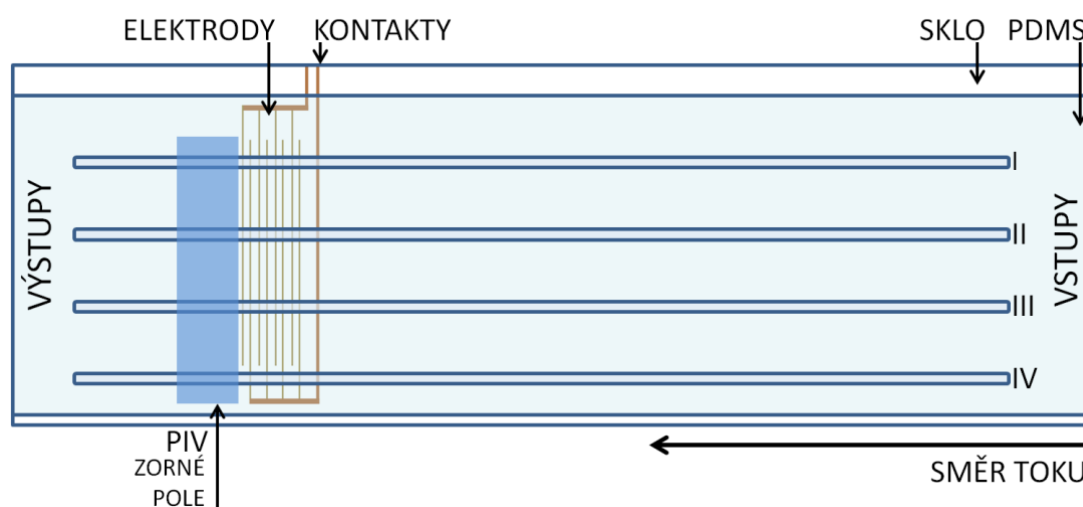 ELEKTRODY KONTAKTY SKLO PDMS
I
II
III
IV
VÝSTUPY
VSTUPY
PIV
ZORNÉ
POLE
SMĚR TOKU